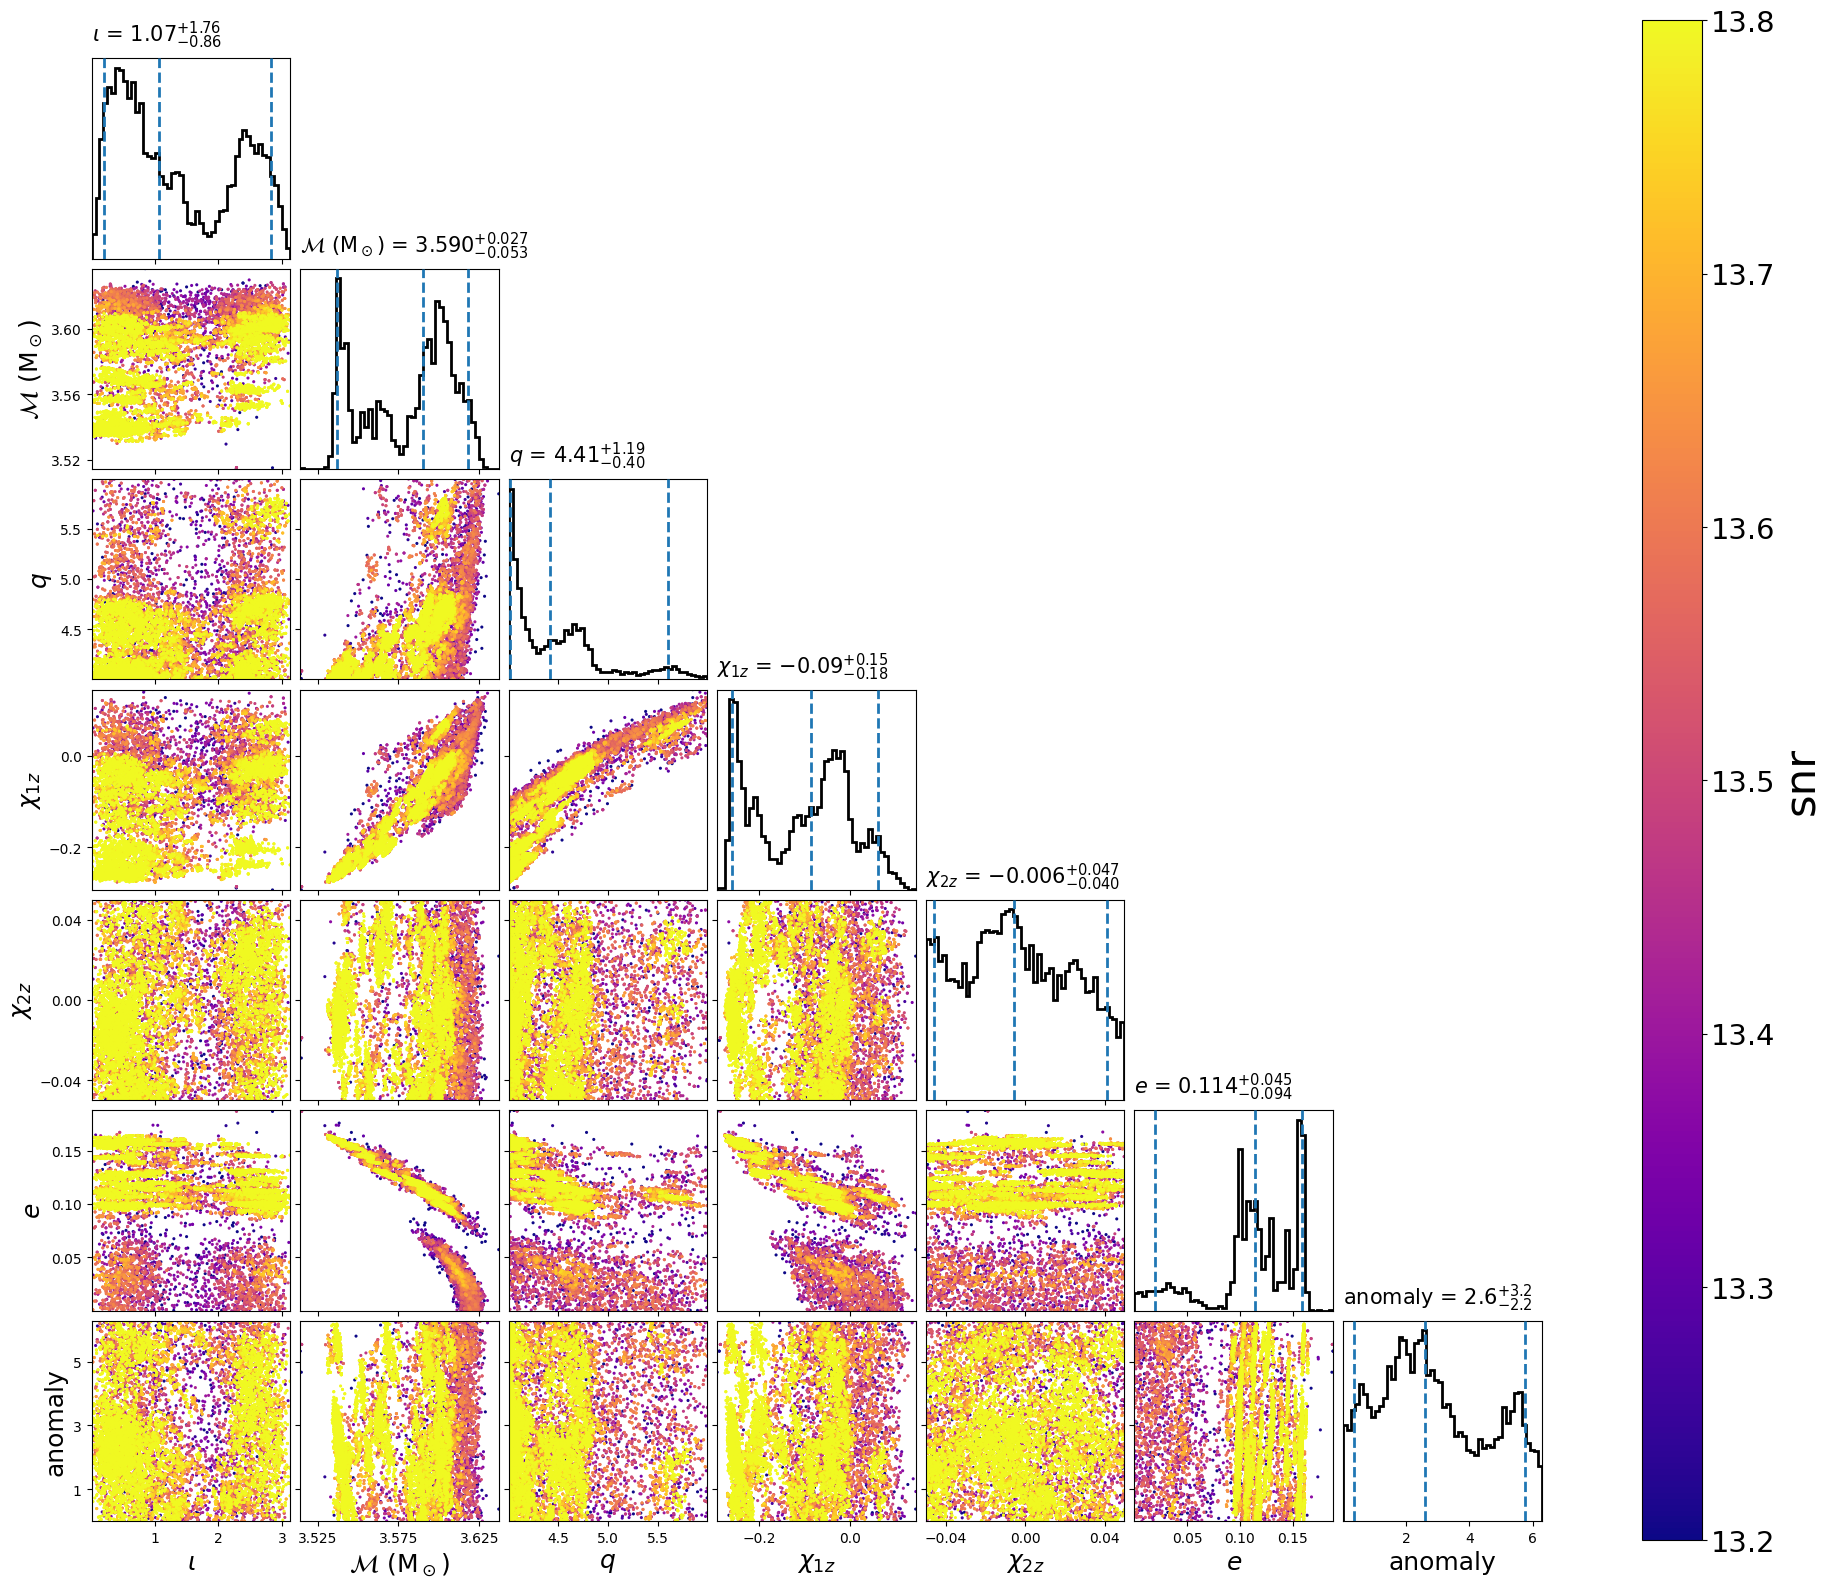 ι = 1.07 +1.76 −0.86
ℳ (M_⊙) = 3.590 +0.027 −0.053
q = 4.41 +1.19 −0.40
χ1z = −0.09 +0.15 −0.18
χ2z = −0.006 +0.047 −0.040
e = 0.114 +0.045 −0.094
anomaly = 2.6 +3.2 −2.2
ℳ (M_⊙)
3.60
3.56
3.52
q
5.5
5.0
4.5
χ1z
0.0
−0.2
χ2z
0.04
0.00
−0.04
e
0.15
0.10
0.05
anomaly
5
3
1
1 2 3
ι
3.525 3.575 3.625
ℳ (M_⊙)
4.5 5.0 5.5
q
−0.2 0.0
χ1z
−0.04 0.00 0.04
χ2z
0.05 0.10 0.15
e
2 4 6
anomaly
13.8
13.7
13.6
13.5
13.4
13.3
13.2
snr